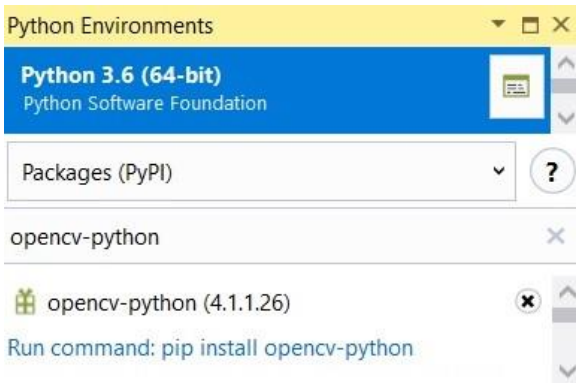 Python Environments
Python 3.6 (64-bit)
Python Software Foundation
Packages (PyPI)
?
opencv-python
opencv-python (4.1.1.26)
Run command: pip install opencv-python